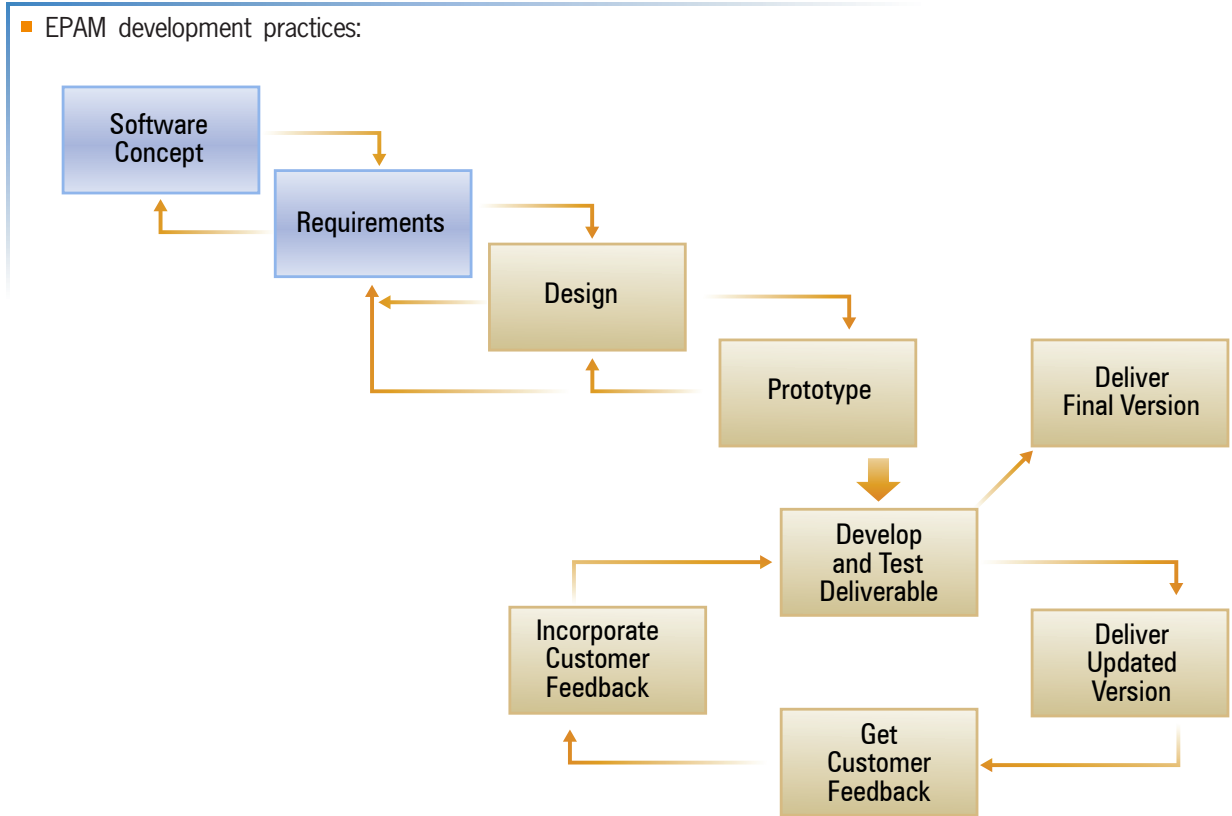 EPAM development practices:
Software
Concept
Requirements
Design
Prototype
Deliver
Final Version
Develop
and Test
Deliverable
Incorporate
Customer
Feedback
Deliver
Updated
Version
Get
Customer
Feedback